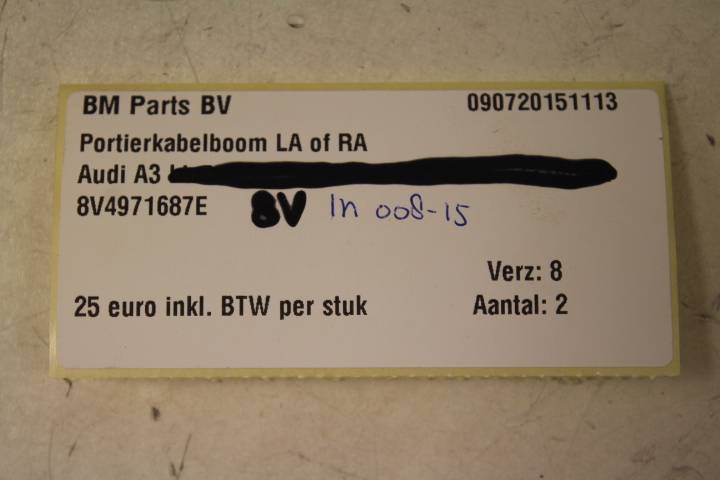 BM Parts BV 090720151113
Portierkabelboom LA of RA
Audi A3
8V4971687E 8V In 008-15
Verz: 8
25 euro inkl. BTW per stuk Aantal: 2